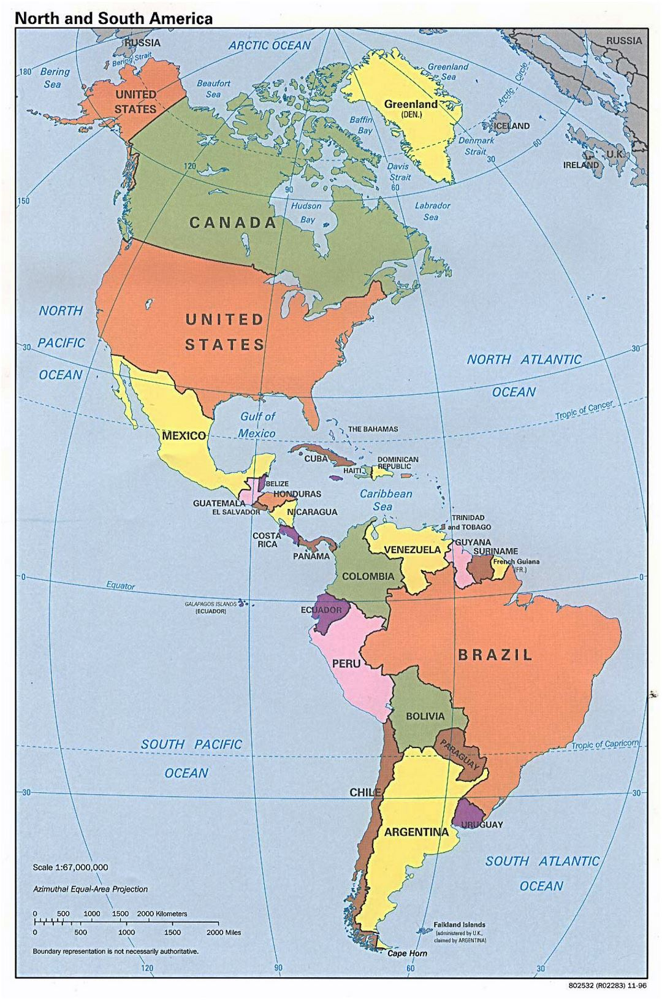 North and South America
RUSSIA
ARCTIC OCEAN
RUSSIA
Bering Strait
180
Bering
Sea
Beaufort
Sea
Greenland
Sea
Arctic Circle
UNITED
STATES
Greenland
(DEN.)
Baffin
Bay
ICELAND
Denmark
Strait
60
U.K.
IRELAND
30
0
120
Davis
Strait
60
90
150
Hudson
Bay
Labrador
Sea
CANADA
NORTH
PACIFIC
OCEAN
UNITED
STATES
30
30
NORTH ATLANTIC
OCEAN
Tropic of Cancer
Gulf of
Mexico
MEXICO
THE BAHAMAS
CUBA
DOMINICAN
REPUBLIC
HAITI
BELIZE
HONDURAS
GUATEMALA
EL SALVADOR
NICARAGUA
Caribbean
Sea
TRINIDAD
and TOBAGO
COSTA
RICA
PANAMA
VENEZUELA
GUYANA
SURINAME
French Guiana
(FR.)
COLOMBIA
0
Equator
0
GALAPAGOS ISLANDS
(ECUADOR)
ECUADOR
PERU
BRAZIL
BOLIVIA
SOUTH PACIFIC
OCEAN
PARAGUAY
Tropic of Capricorn
30
CHILE
30
URUGUAY
ARGENTINA
SOUTH ATLANTIC
OCEAN
Scale 1:67,000,000
Azimuthal Equal-Area Projection
0 500 1000 1500 2000 Kilometers
0 500 1000 1500 2000 Miles
Boundary representation is not necessarily authoritative.
Falkland Islands
(administered by U.K.,
claimed by ARGENTINA)
Cape Horn
120
90
60
30
802532 (R02283) 11-96